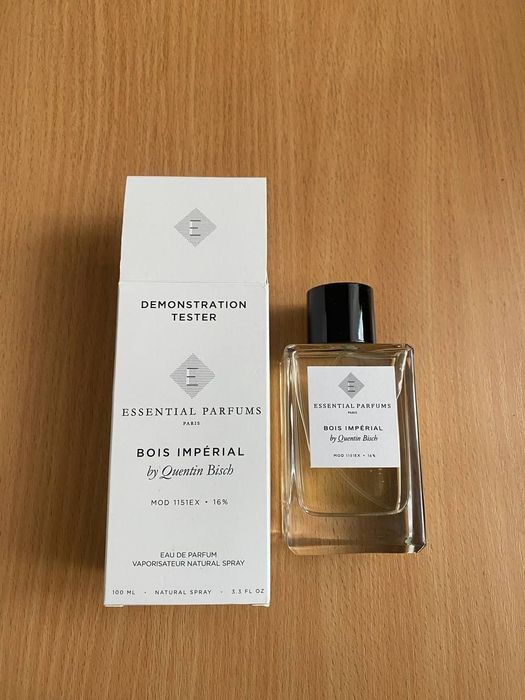 E
DEMONSTRATION
TESTER
E
ESSENTIAL PARFUMS
PARIS
BOIS IMPÉRIAL
by Quentin Bisch
MOD 1151EX • 16%
EAU DE PARFUM
VAPORISATEUR NATURAL SPRAY
100 ML • NATURAL SPRAY • 3.3 FL OZ
E
ESSENTIAL PARFUMS
PARIS
BOIS IMPÉRIAL
by Quentin Bisch
MOD 1151EX • 16%